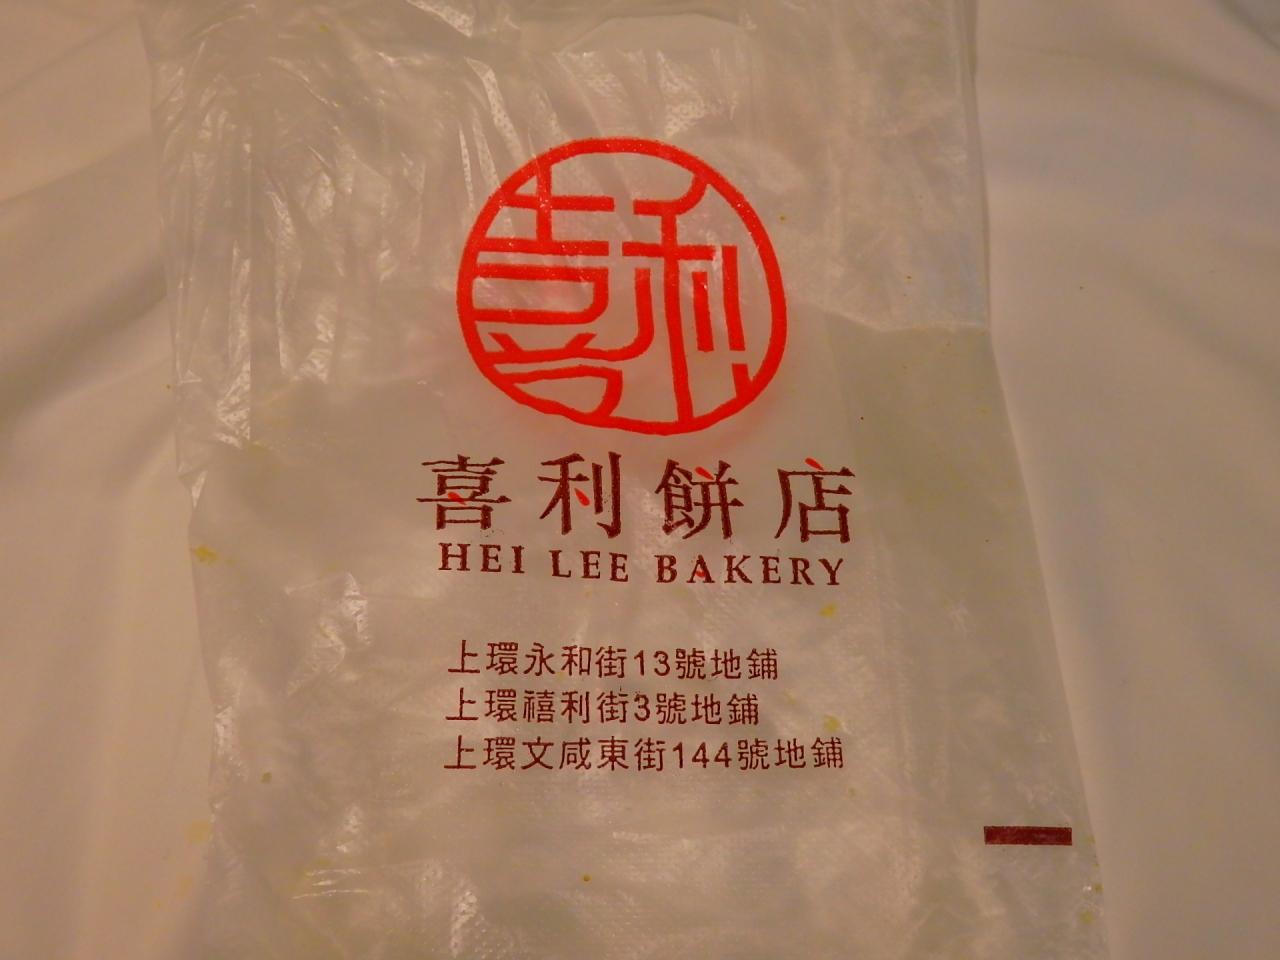 喜利
喜利餅店
HEI LEE BAKERY
上環永和街13號地鋪
上環禧利街3號地鋪
上環文咸東街144號地鋪